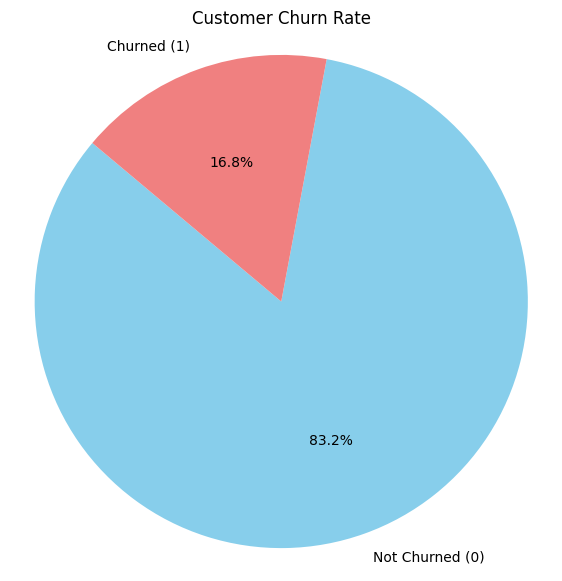 Customer Churn Rate
Churned (1)
16.8%
83.2%
Not Churned (0)